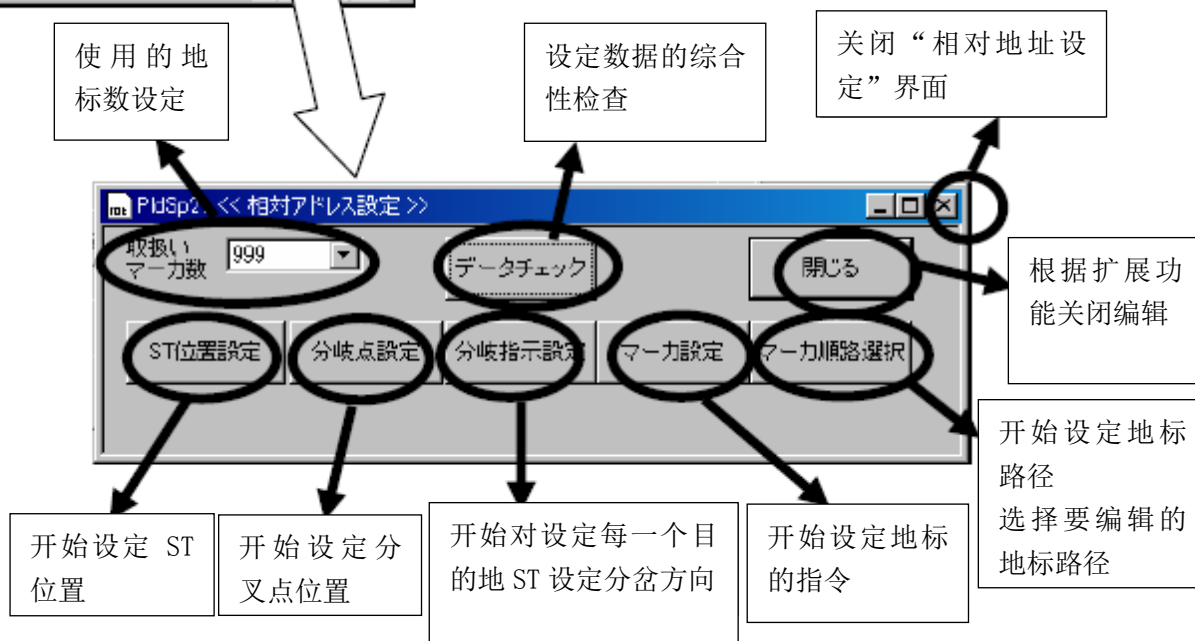 使用的地
标数设定
设定数据的综合
性检查
关闭“相对地址设
定”界面
PldSp2 << 相対アドレス設定 >>
取扱い
マーカ数
999
データチェック
閉じる
根据扩展功
能关闭编辑
ST位置設定
分岐点設定
分岐指示設定
マーカ設定
マーカ順路選択
开始设定 ST
位置
开始设定分
叉点位置
开始对设定每一个目
的地 ST 设定分岔方向
开始设定地标
的指令
开始设定地标
路径
选择要编辑的
地标路径